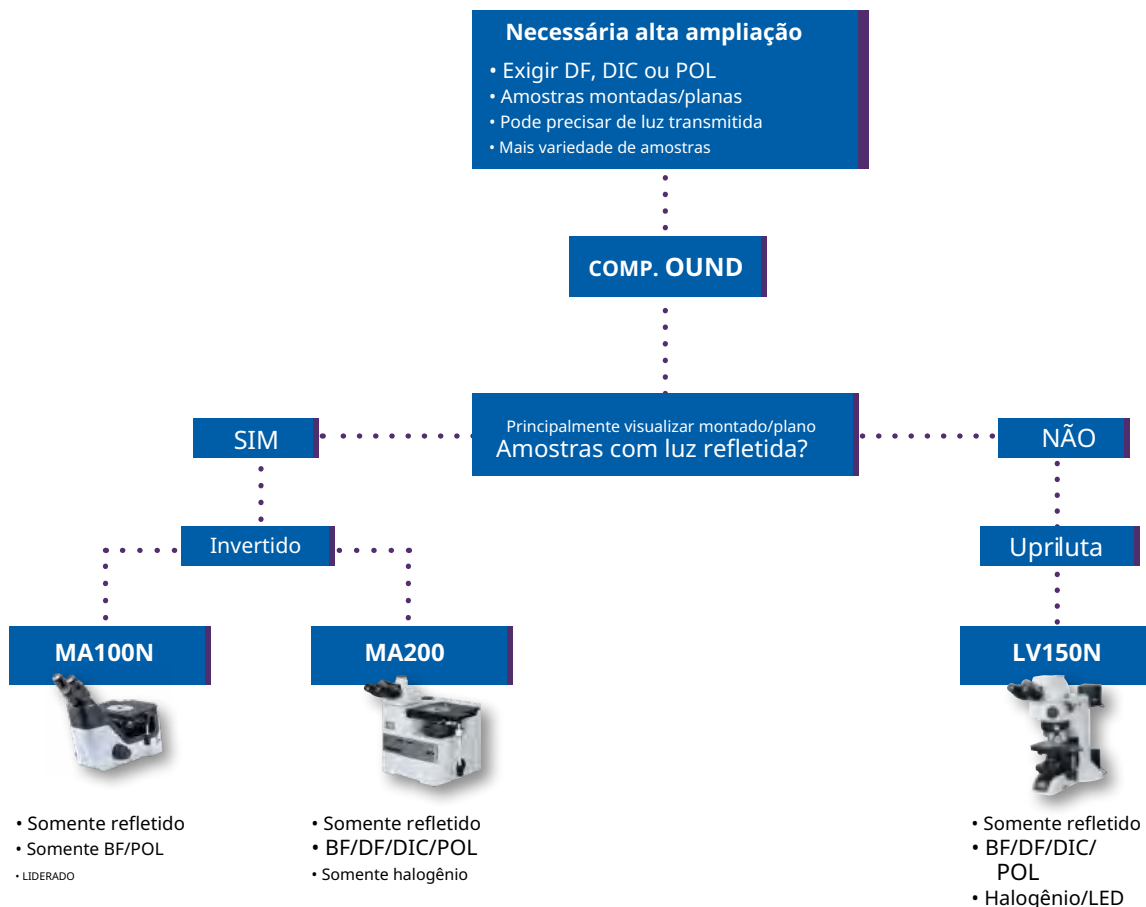 Necessária alta ampliação
• Exigir DF, DIC ou POL
• Amostras montadas/planas
• Pode precisar de luz transmitida
• Mais variedade de amostras
COMP. OUND
Principalmente visualizar montado/plano
Amostras com luz refletida?
SIM
NÃO
Invertido
Upriluta
MA100N
MA200
LV150N
• Somente refletido
• Somente BF/POL
• LIDERADO
• Somente refletido
• BF/DF/DIC/POL
• Somente halogênio
• Somente refletido
• BF/DF/DIC/
POL
• Halogênio/LED